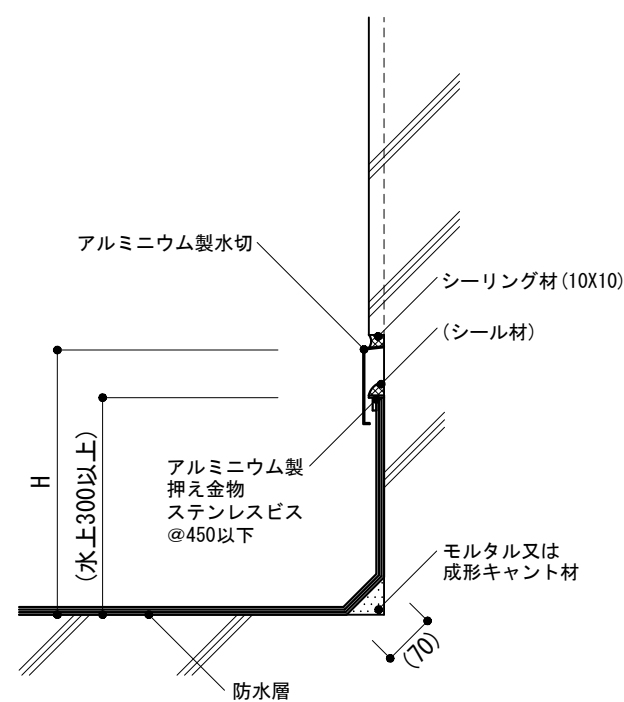 アルミニウム製水切
シーリング材(10X10)
(シール材)
H
(水上300以上)
アルミニウム製
押え金物
ステンレスビス
@450以下
モルタル又は
成形キャント材
(70)
防水層